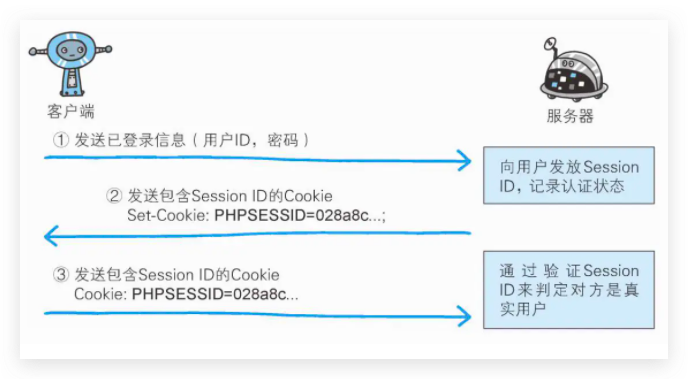 客户端
服务器
① 发送已登录信息（用户ID，密码）
向用户发放Session
ID，记录认证状态
② 发送包含Session ID的Cookie
Set-Cookie: PHPSESSID=028a8c…;
③ 发送包含Session ID的Cookie
Cookie: PHPSESSID=028a8c…
通过验证Session
ID来判定对方是真
实用户